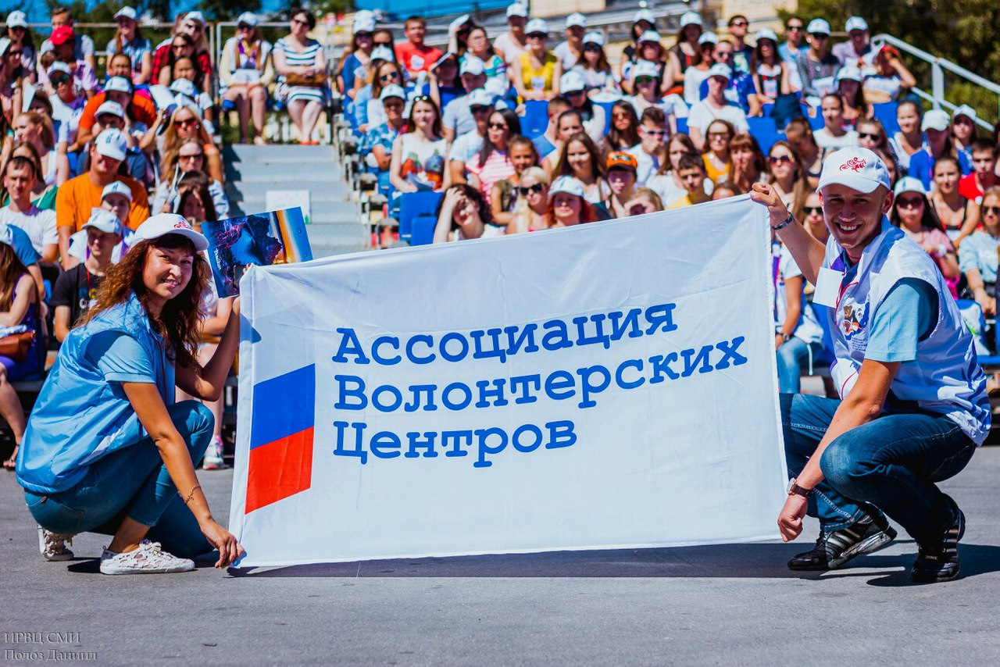 Ассоциация
Волонтерских
Центров
ИРВЦ СМИ
Полоз Даниил